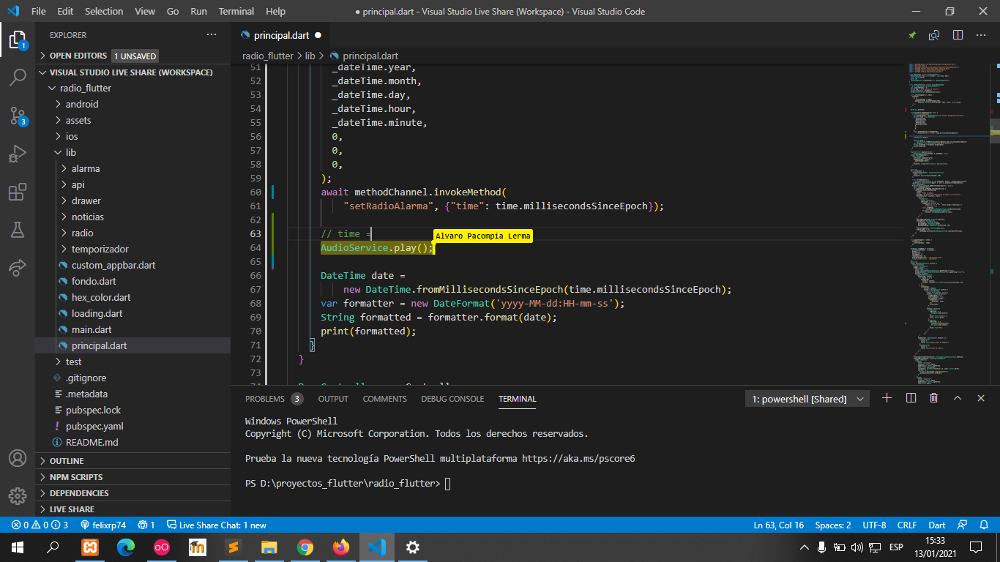 File Edit Selection View Go Run Terminal Help
● principal.dart - Visual Studio Live Share (Workspace) - Visual Studio Code
EXPLORER
OPEN EDITORS 1 UNSAVED
VISUAL STUDIO LIVE SHARE (WORKSPACE)
radio_flutter
android
assets
ios
lib
alarma
api
drawer
noticias
radio
temporizador
custom_appbar.dart
fondo.dart
hex_color.dart
loading.dart
main.dart
principal.dart
test
.gitignore
.metadata
pubspec.lock
pubspec.yaml
README.md
OUTLINE
NPM SCRIPTS
DEPENDENCIES
LIVE SHARE
1
3
principal.dart ●
radio_flutter > lib > principal.dart
51 _dateTime.year,
52 _dateTime.month,
53 _dateTime.day,
54 _dateTime.hour,
55 _dateTime.minute,
56 0,
57 0,
58 0,
59 );
60 await methodChannel.invokeMethod(
61 "setRadioAlarma", {"time": time.millisecondsSinceEpoch});
62
63 // time =
Alvaro Pacompia Lerma
64 AudioService.play();
65
66 DateTime date =
67 new DateTime.fromMillisecondsSinceEpoch(time.millisecondsSinceEpoch);
68 var formatter = new DateFormat('yyyy-MM-dd:HH-mm-ss');
69 String formatted = formatter.format(date);
70 print(formatted);
71 }
72 }
73
PROBLEMS 3 OUTPUT COMMENTS DEBUG CONSOLE TERMINAL
1: powershell [Shared]
Windows PowerShell
Copyright (C) Microsoft Corporation. Todos los derechos reservados.
Prueba la nueva tecnología PowerShell multiplataforma https://aka.ms/pscore6
PS D:\proyectos_flutter\radio_flutter>
0 0 3 felixrp74 1 Live Share Chat: 1 new
Ln 63, Col 16 Spaces: 2 UTF-8 CRLF Dart
ESP
15:33
13/01/2021